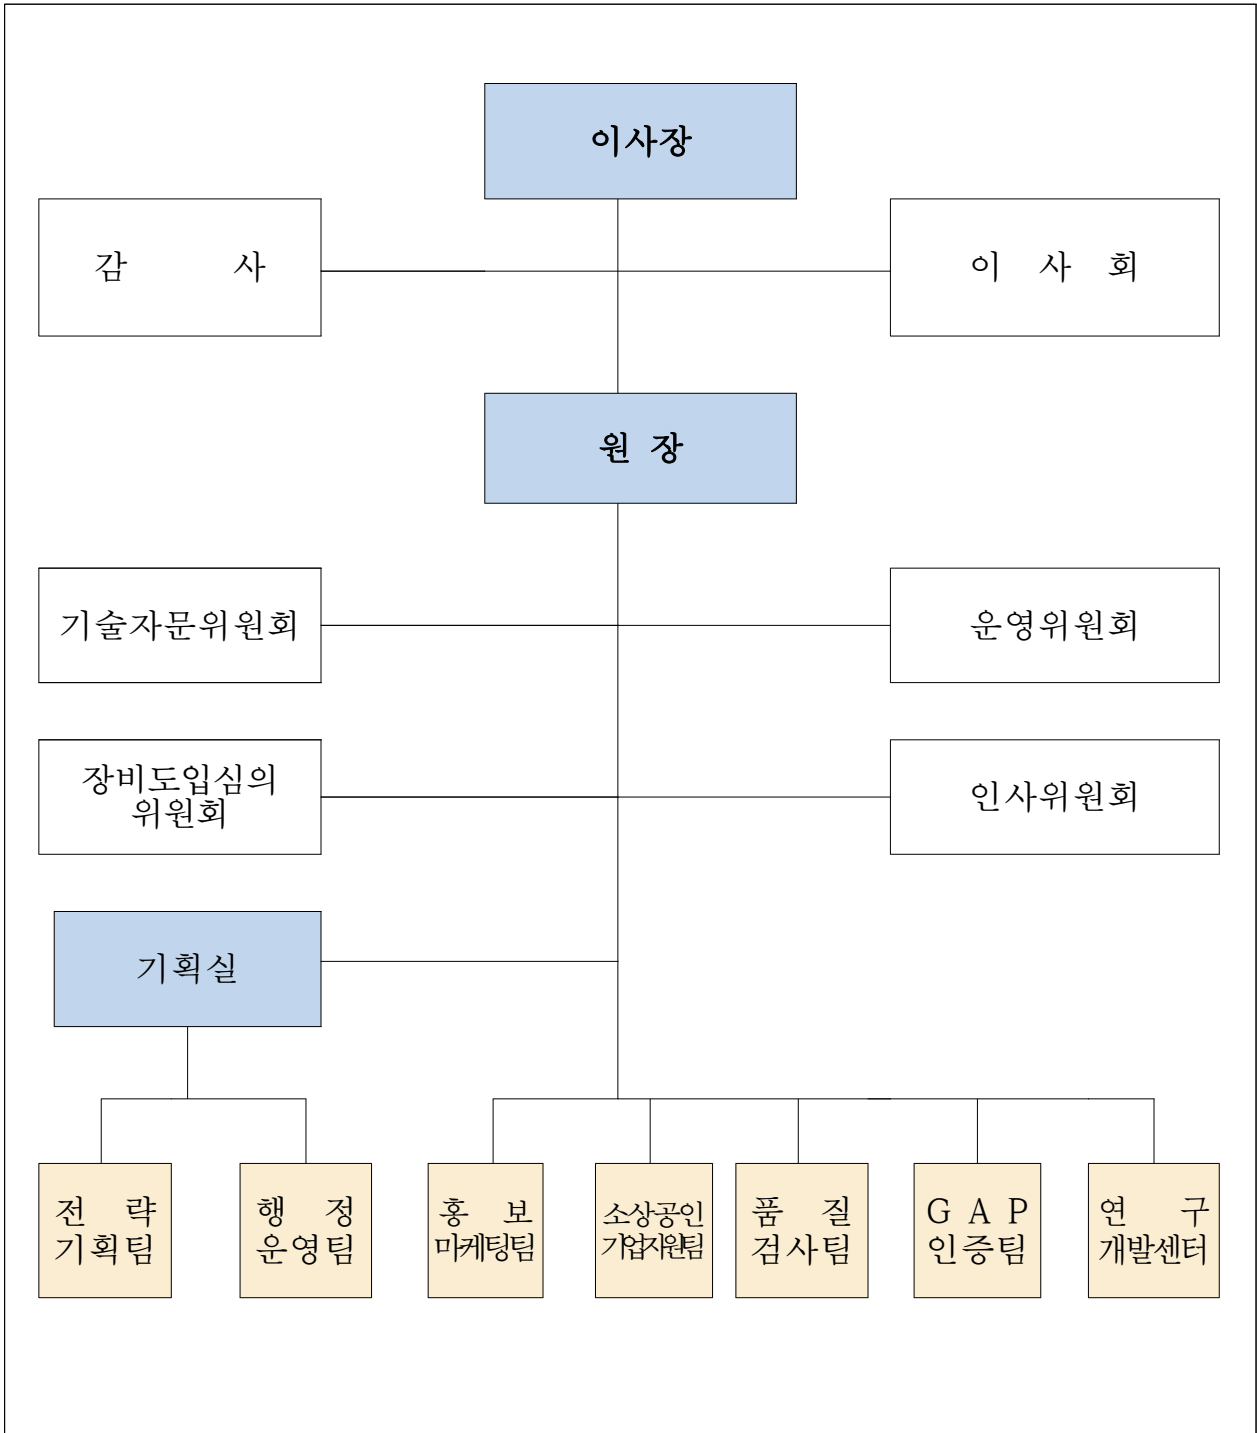 이사장
감 사
이 사 회
원 장
기술자문위원회
운영위원회
장비도입심의
위원회
인사위원회
기획실
전 략
기획팀
행 정
운영팀
홍 보
마케팅팀
소상공인
기업지원팀
품 질
검사팀
G A P
인증팀
연 구
개발센터